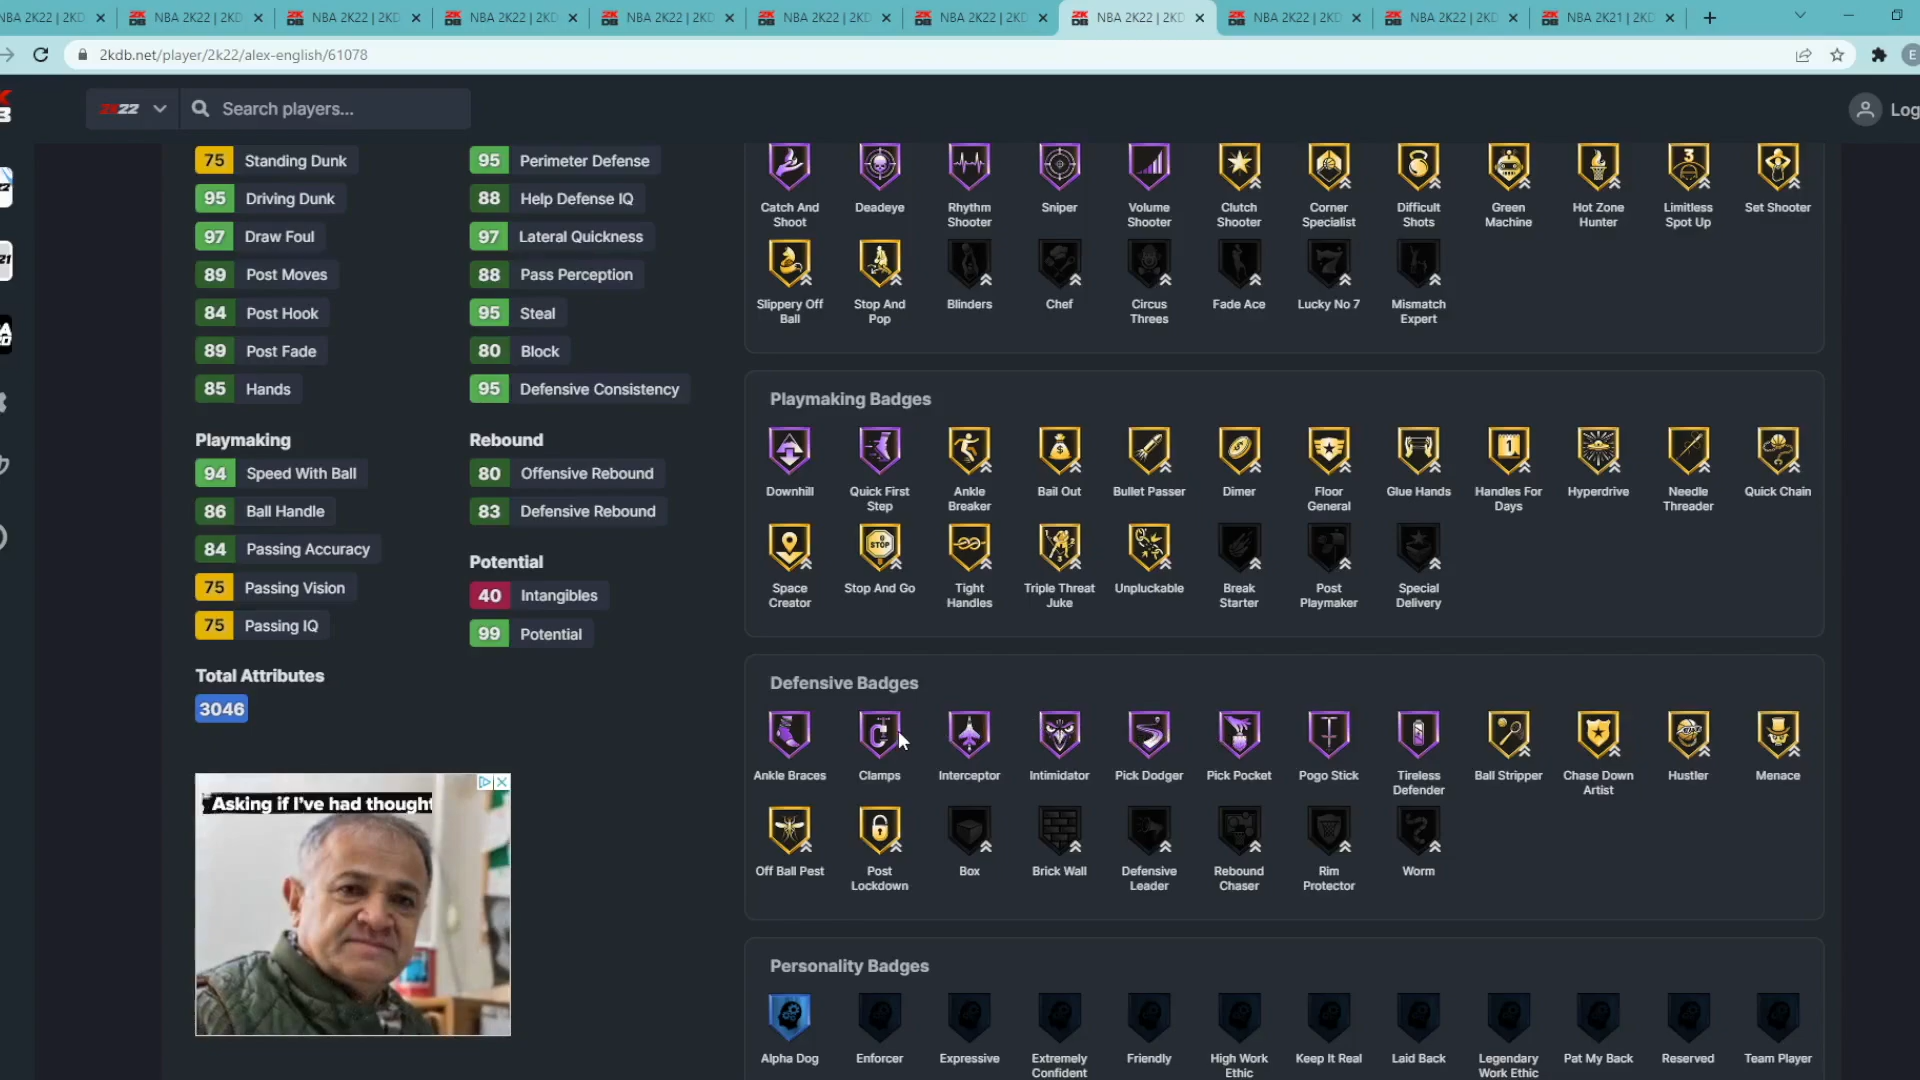 NBA 2K22 | 2KD
NBA 2K22 | 2KD
NBA 2K22 | 2KD
NBA 2K22 | 2KD
NBA 2K22 | 2KD
NBA 2K22 | 2KD
NBA 2K22 | 2KD
NBA 2K22 | 2KD
NBA 2K22 | 2KD
NBA 2K22 | 2KD
NBA 2K21 | 2KD
2kdb.net/player/2k22/alex-english/61078
E
2K22
Search players...
Log
75 Standing Dunk
95 Driving Dunk
97 Draw Foul
89 Post Moves
84 Post Hook
89 Post Fade
85 Hands
Playmaking
94 Speed With Ball
86 Ball Handle
84 Passing Accuracy
75 Passing Vision
75 Passing IQ
Total Attributes
3046
95 Perimeter Defense
88 Help Defense IQ
97 Lateral Quickness
88 Pass Perception
95 Steal
80 Block
95 Defensive Consistency
Rebound
80 Offensive Rebound
83 Defensive Rebound
Potential
40 Intangibles
99 Potential
Asking if I've had thought
Catch And Shoot
Deadeye
Rhythm Shooter
Sniper
Volume Shooter
Clutch Shooter
Corner Specialist
Difficult Shots
Green Machine
Hot Zone Hunter
Limitless Spot Up
Set Shooter
Slippery Off Ball
Stop And Pop
Blinders
Chef
Circus Threes
Fade Ace
Lucky No 7
Mismatch Expert
Playmaking Badges
Downhill
Quick First Step
Ankle Breaker
Bail Out
Bullet Passer
Dimer
Floor General
Glue Hands
Handles For Days
Hyperdrive
Needle Threader
Quick Chain
Space Creator
STOP
Stop And Go
Tight Handles
Triple Threat Juke
Unpluckable
Break Starter
Post Playmaker
Special Delivery
Defensive Badges
Ankle Braces
Clamps
Interceptor
Intimidator
Pick Dodger
Pick Pocket
Pogo Stick
Tireless Defender
Ball Stripper
Chase Down Artist
Hustler
Menace
Off Ball Pest
Post Lockdown
Box
Brick Wall
Defensive Leader
Rebound Chaser
Rim Protector
Worm
Personality Badges
Alpha Dog
Enforcer
Expressive
Extremely Confident
Friendly
High Work Ethic
Keep It Real
Laid Back
Legendary Work Ethic
Pat My Back
Reserved
Team Player